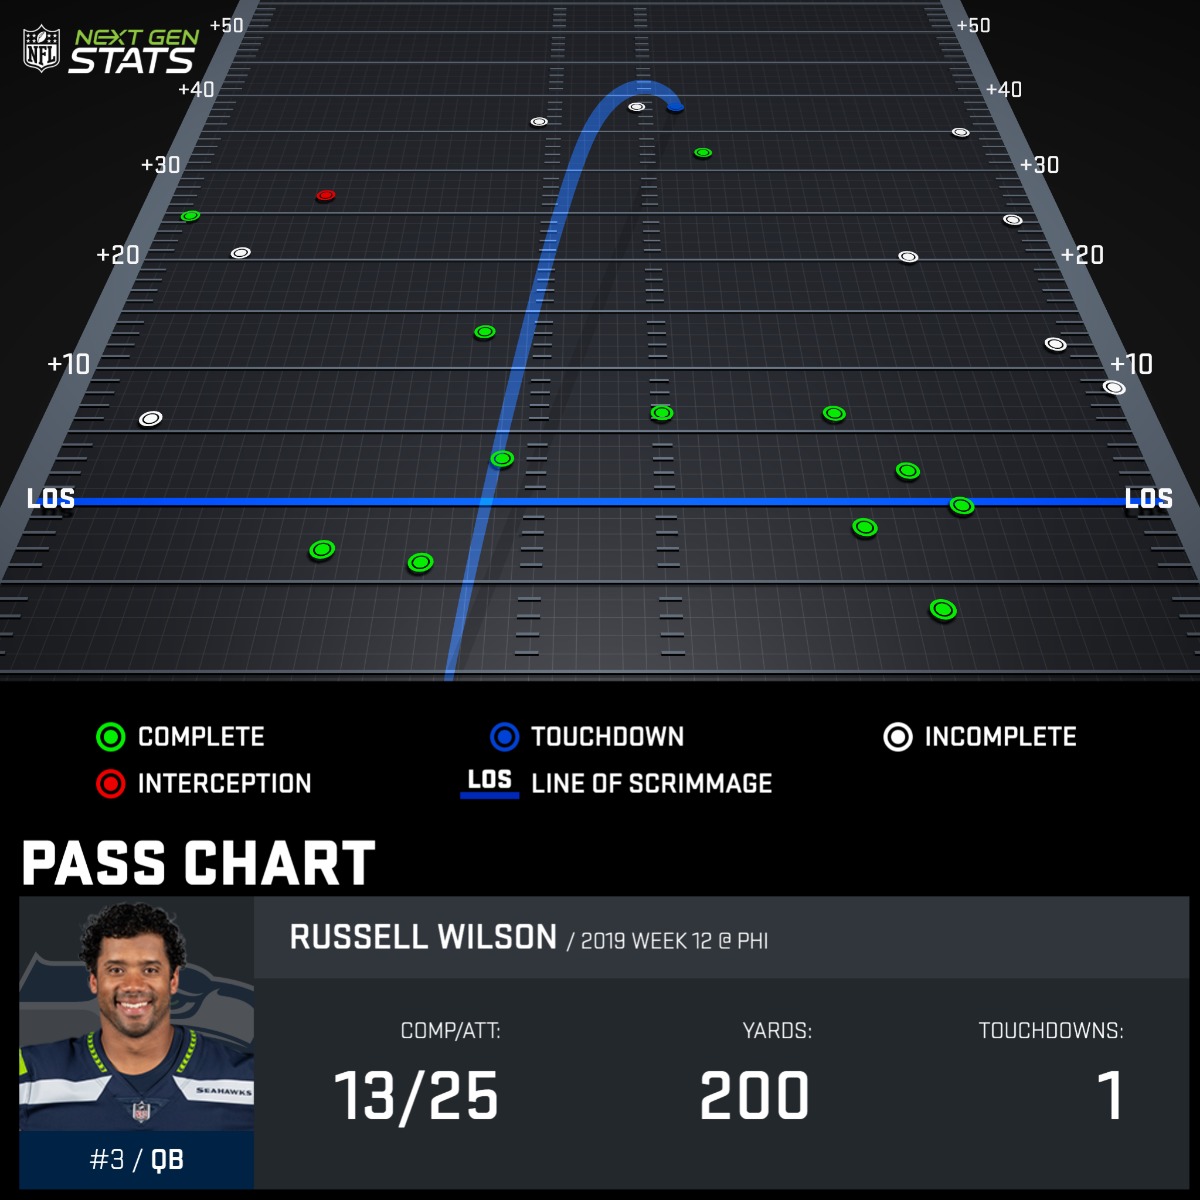 NFL NEXT GEN
STATS
+50 +50
+40 +40
+30 +30
+20 +20
+10 +10
LOS LOS
COMPLETE TOUCHDOWN INCOMPLETE
INTERCEPTION LOS LINE OF SCRIMMAGE
PASS CHART
RUSSELL WILSON / 2019 WEEK 12 @ PHI
COMP/ATT: YARDS: TOUCHDOWNS:
13/25 200 1
SEAHAWKS
#3 / QB